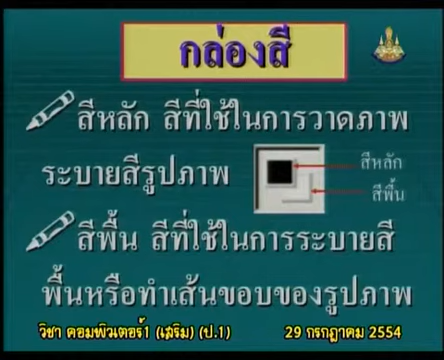 กล่องสี
สีหลัก สีที่ใช้ในการวาดภาพ
ระบายสีรูปภาพ
สีหลัก
สีพื้น
สีพื้น สีที่ใช้ในการระบายสี
พื้นหรือทำเส้นขอบของรูปภาพ
วิชา คอมพิวเตอร์1 (เสริม) (ป.1) 29 กรกฎาคม 2554